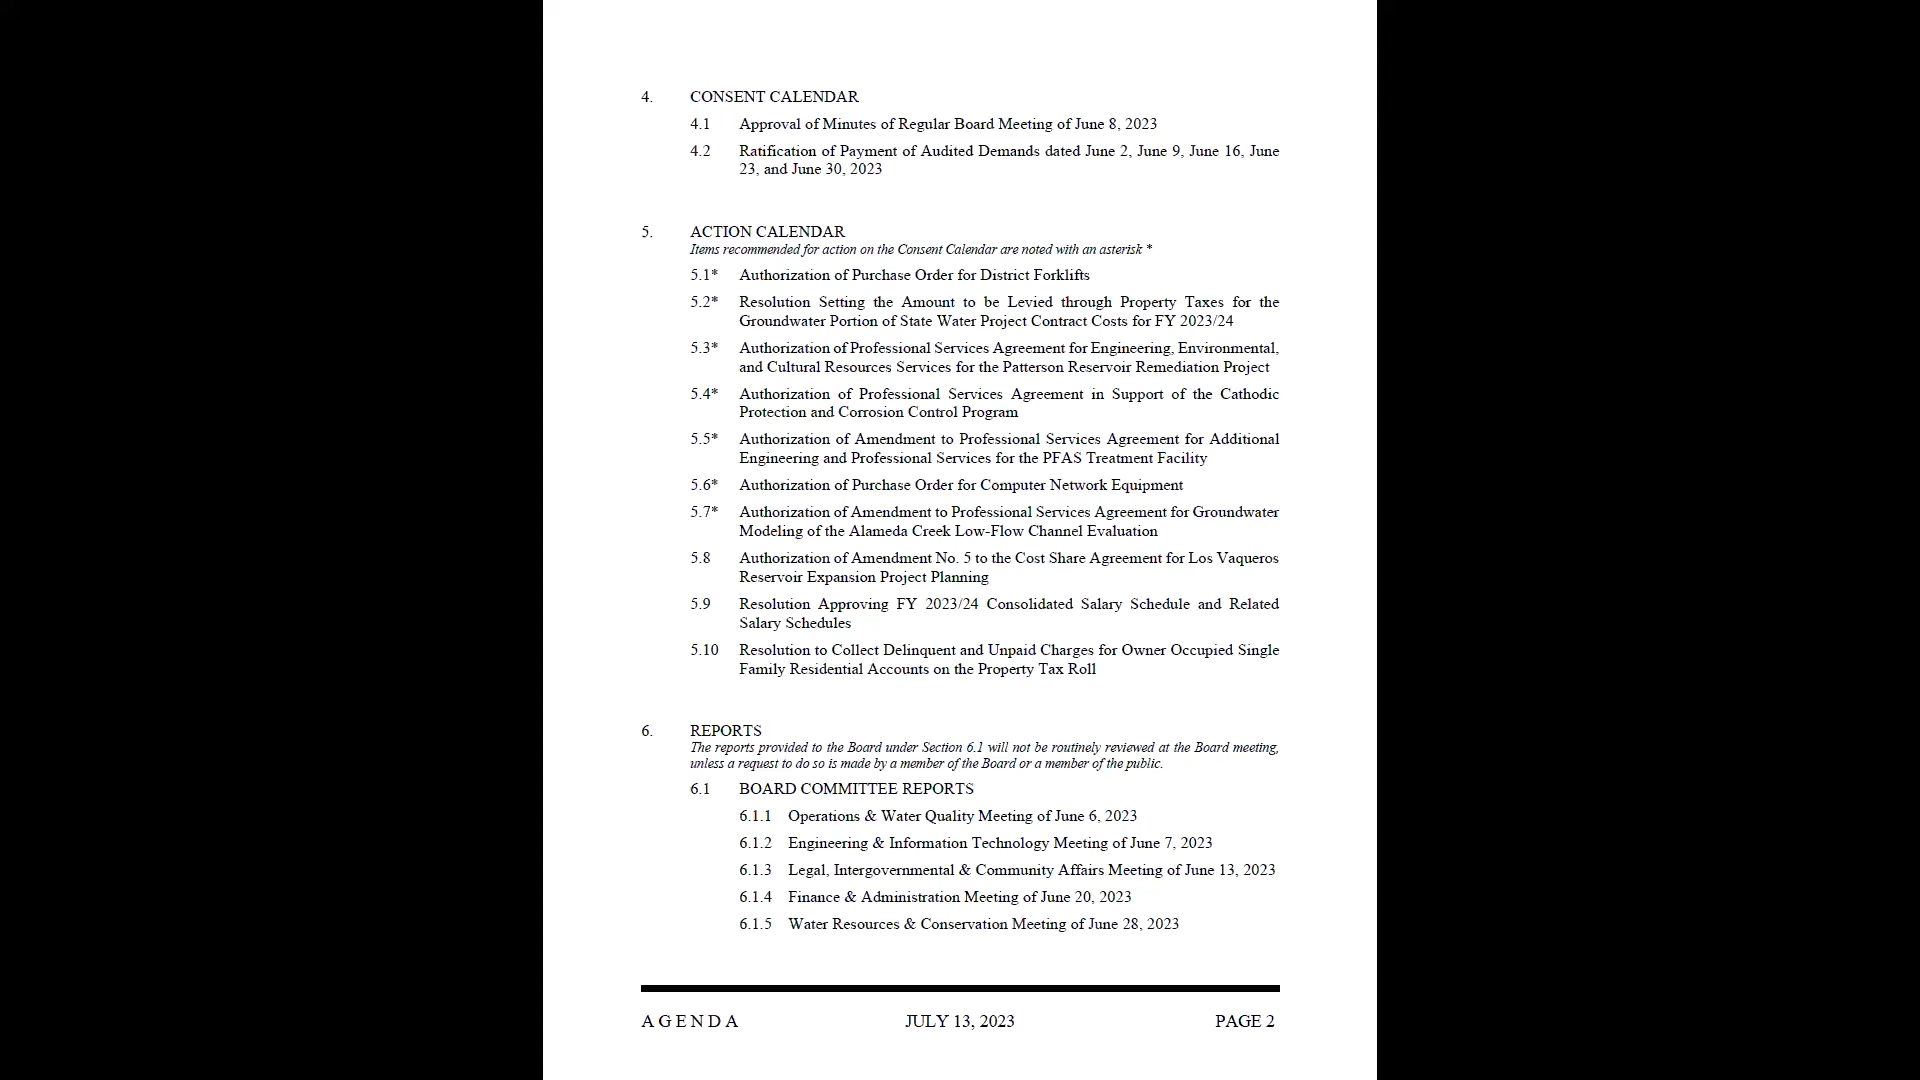 4. CONSENT CALENDAR
4.1 Approval of Minutes of Regular Board Meeting of June 8, 2023
4.2 Ratification of Payment of Audited Demands dated June 2, June 9, June 16, June
23, and June 30, 2023
5. ACTION CALENDAR
Items recommended for action on the Consent Calendar are noted with an asterisk *
5.1* Authorization of Purchase Order for District Forklifts
5.2* Resolution Setting the Amount to be Levied through Property Taxes for the
Groundwater Portion of State Water Project Contract Costs for FY 2023/24
5.3* Authorization of Professional Services Agreement for Engineering, Environmental,
and Cultural Resources Services for the Patterson Reservoir Remediation Project
5.4* Authorization of Professional Services Agreement in Support of the Cathodic
Protection and Corrosion Control Program
5.5* Authorization of Amendment to Professional Services Agreement for Additional
Engineering and Professional Services for the PFAS Treatment Facility
5.6* Authorization of Purchase Order for Computer Network Equipment
5.7* Authorization of Amendment to Professional Services Agreement for Groundwater
Modeling of the Alameda Creek Low-Flow Channel Evaluation
5.8 Authorization of Amendment No. 5 to the Cost Share Agreement for Los Vaqueros
Reservoir Expansion Project Planning
5.9 Resolution Approving FY 2023/24 Consolidated Salary Schedule and Related
Salary Schedules
5.10 Resolution to Collect Delinquent and Unpaid Charges for Owner Occupied Single
Family Residential Accounts on the Property Tax Roll
6. REPORTS
The reports provided to the Board under Section 6.1 will not be routinely reviewed at the Board meeting,
unless a request to do so is made by a member of the Board or a member of the public.
6.1 BOARD COMMITTEE REPORTS
6.1.1 Operations & Water Quality Meeting of June 6, 2023
6.1.2 Engineering & Information Technology Meeting of June 7, 2023
6.1.3 Legal, Intergovernmental & Community Affairs Meeting of June 13, 2023
6.1.4 Finance & Administration Meeting of June 20, 2023
6.1.5 Water Resources & Conservation Meeting of June 28, 2023
AGENDA JULY 13, 2023 PAGE 2